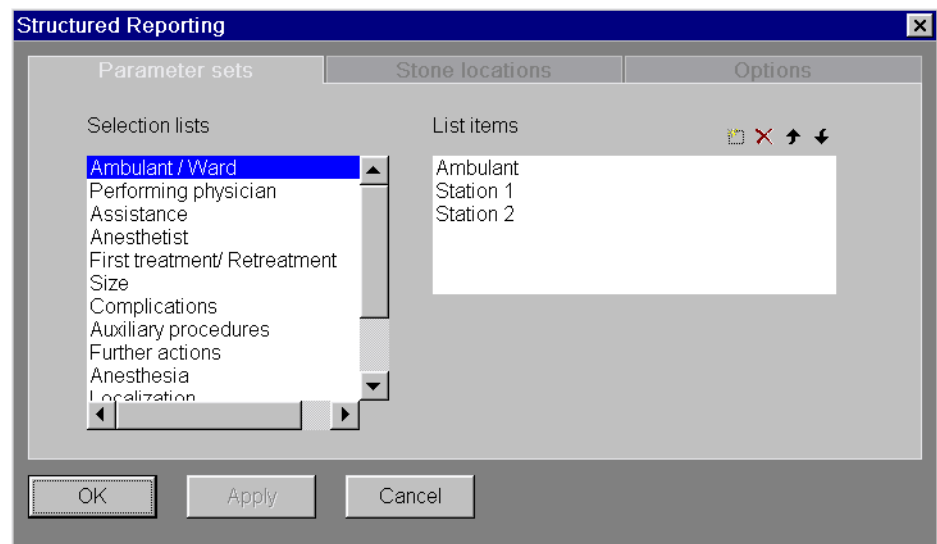 Structured Reporting
Parameter sets
Stone locations
Options
Selection lists
List items
Ambulant / Ward
Performing physician
Assistance
Anesthetist
First treatment/ Retreatment
Size
Complications
Auxiliary procedures
Further actions
Anesthesia
Localization
Ambulant
Station 1
Station 2
OK
Apply
Cancel